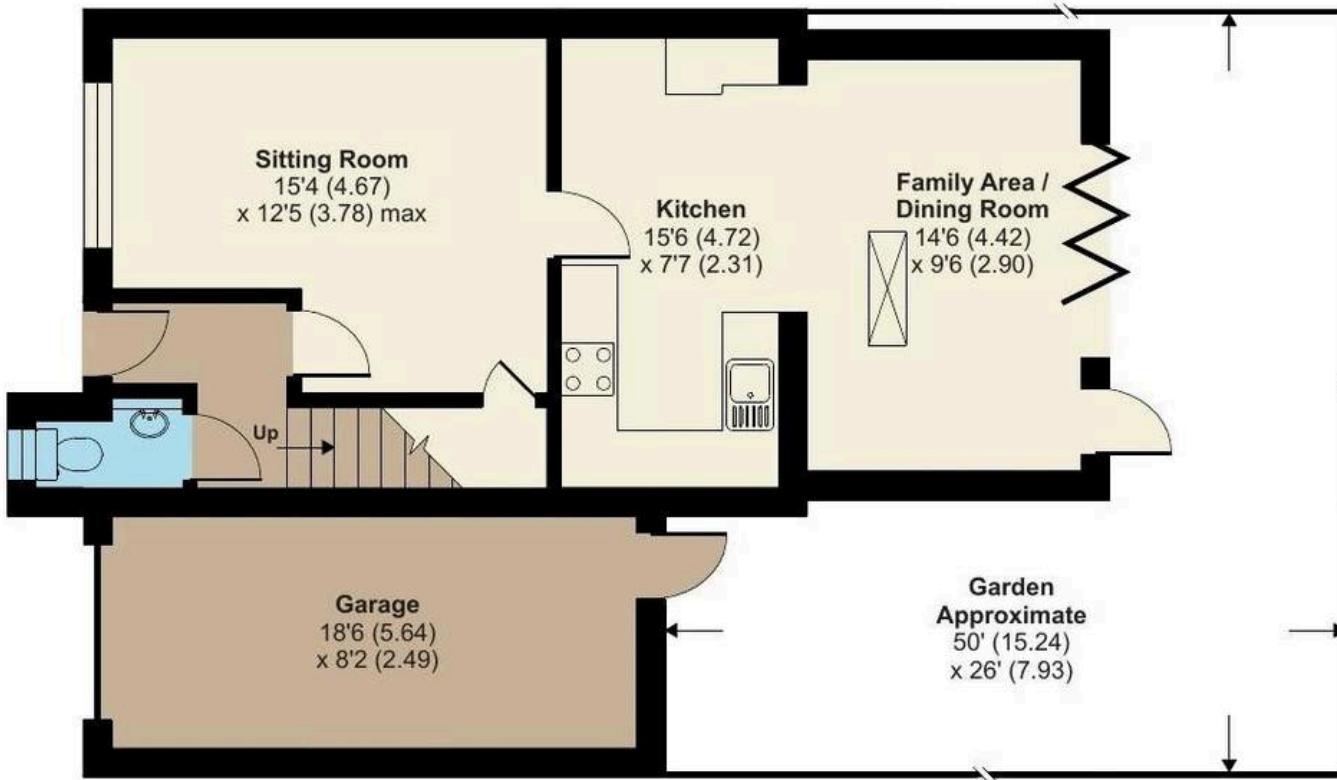 Sitting Room
15'4 (4.67)
x 12'5 (3.78) max
Kitchen
15'6 (4.72)
x 7'7 (2.31)
Family Area /
Dining Room
14'6 (4.42)
x 9'6 (2.90)
Up
Garage
18'6 (5.64)
x 8'2 (2.49)
Garden
Approximate
50' (15.24)
x 26' (7.93)